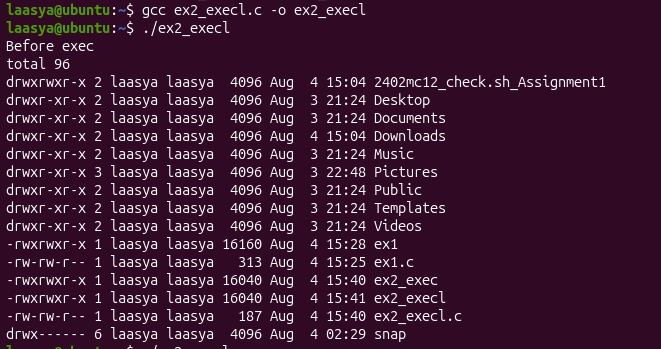 laasya@ubuntu:~$ gcc ex2_execl.c -o ex2_execl
laasya@ubuntu:~$ ./ex2_execl
Before exec
total 96
drwxrwxr-x 2 laasya laasya  4096 Aug  4 15:04 2402mc12_check.sh_Assignment1
drwxr-xr-x 2 laasya laasya  4096 Aug  3 21:24 Desktop
drwxr-xr-x 2 laasya laasya  4096 Aug  3 21:24 Documents
drwxr-xr-x 2 laasya laasya  4096 Aug  4 15:04 Downloads
drwxr-xr-x 2 laasya laasya  4096 Aug  3 21:24 Music
drwxr-xr-x 3 laasya laasya  4096 Aug  3 22:48 Pictures
drwxr-xr-x 2 laasya laasya  4096 Aug  3 21:24 Public
drwxr-xr-x 2 laasya laasya  4096 Aug  3 21:24 Templates
drwxr-xr-x 2 laasya laasya  4096 Aug  3 21:24 Videos
-rwxrwxr-x 1 laasya laasya 16160 Aug  4 15:28 ex1
-rw-rw-r-- 1 laasya laasya   313 Aug  4 15:25 ex1.c
-rwxrwxr-x 1 laasya laasya 16040 Aug  4 15:40 ex2_exec
-rwxrwxr-x 1 laasya laasya 16040 Aug  4 15:41 ex2_execl
-rw-rw-r-- 1 laasya laasya   187 Aug  4 15:40 ex2_execl.c
drwx------ 6 laasya laasya  4096 Aug  4 02:29 snap